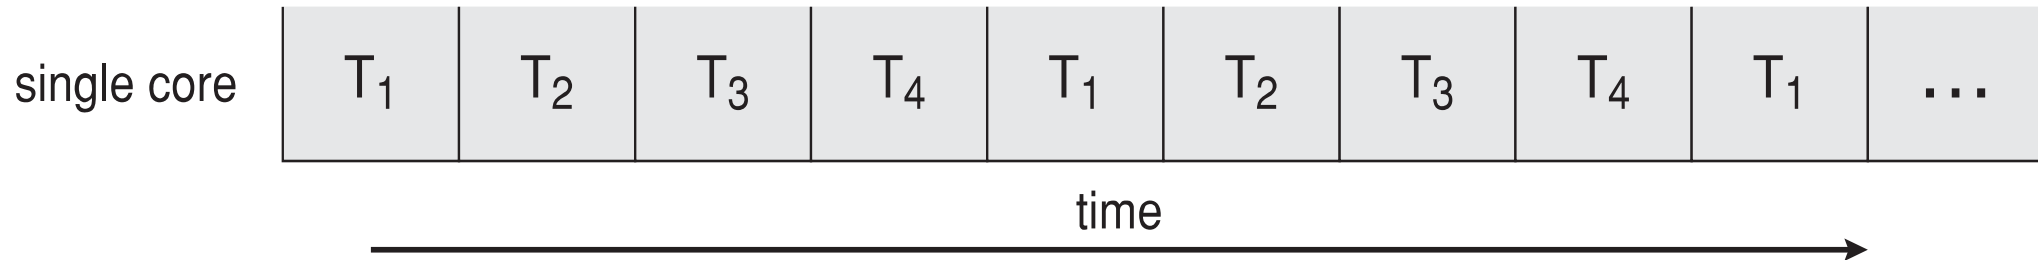 single core T₁ T₂ T₃ T₄ T₁ T₂ T₃ T₄ T₁ ...
time